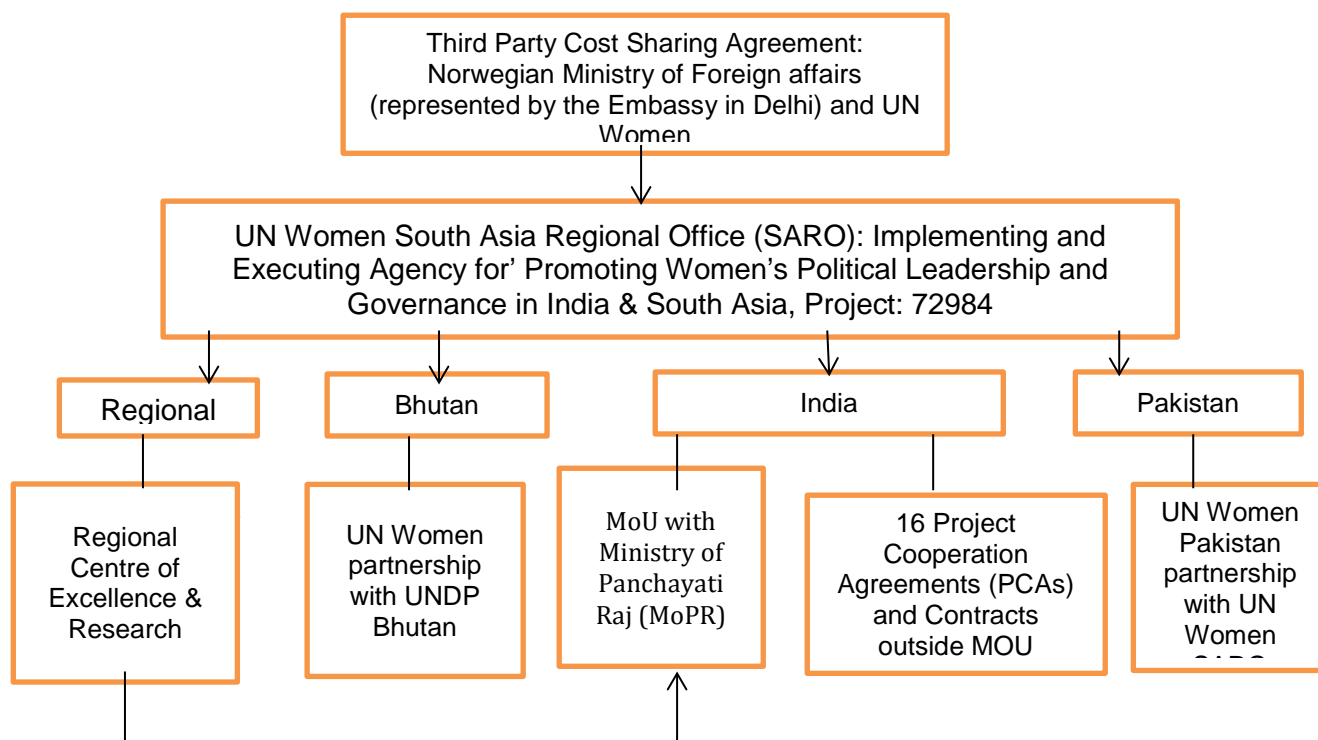 Third Party Cost Sharing Agreement:
Norwegian Ministry of Foreign affairs
(represented by the Embassy in Delhi) and UN
Women
UN Women South Asia Regional Office (SARO): Implementing and
Executing Agency for’ Promoting Women’s Political Leadership and
Governance in India & South Asia, Project: 72984
Regional
Bhutan
India
Pakistan
Regional
Centre of
Excellence &
Research
UN Women
partnership
with UNDP
Bhutan
MoU with
Ministry of
Panchayati
Raj (MoPR)
16 Project
Cooperation
Agreements (PCAs)
and Contracts
outside MOU
UN Women
Pakistan
partnership
with UN
Women